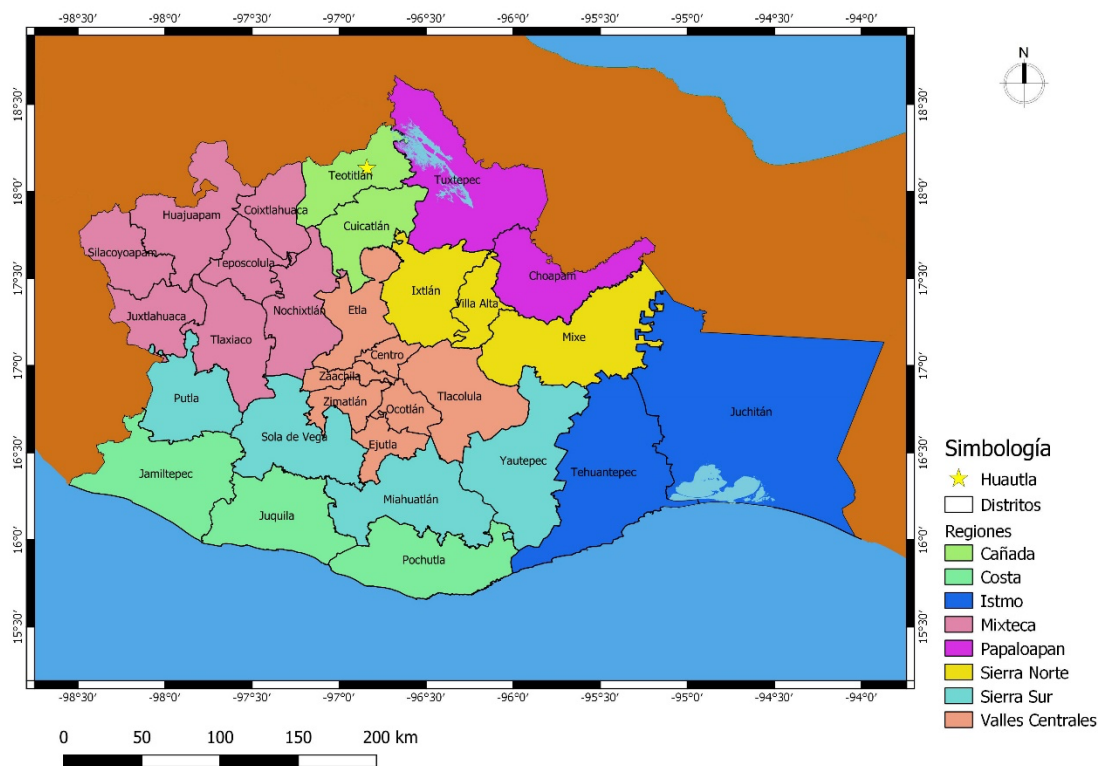 -98°30' -98°0' -97°30' -97°0' -96°30' -96°0' -95°30' -95°0' -94°30' -94°0'
N
18°30' 18°30'
Teotitlán
Tuxtepec
18°0' 18°0'
Coixtlahuaca
Huajuapam
Cuicatlán
Silacoyoapam
Teposcolula
Choapam
17°30' 17°30'
Ixtlán
Villa Alta
Nochixtlán
Etla
Juxtlahuaca
Mixe
Tlaxiaco
Centro
17°0' 17°0'
Zaachila
Tlacolula
Putla
Zimatlán
Ocotlán
Juchitán
Sola de Vega
Ejutla
16°30' 16°30'
Yautepec
Jamiltepec
Tehuantepec
Miahuatlán
Juquila
16°0' 16°0'
Pochutla
15°30' 15°30'
-98°30' -98°0' -97°30' -97°0' -96°30' -96°0' -95°30' -95°0' -94°30' -94°0'
Simbología
Huautla
Distritos
Regiones
Cañada
Costa
Istmo
Mixteca
Papaloapan
Sierra Norte
Sierra Sur
Valles Centrales
0 50 100 150 200 km